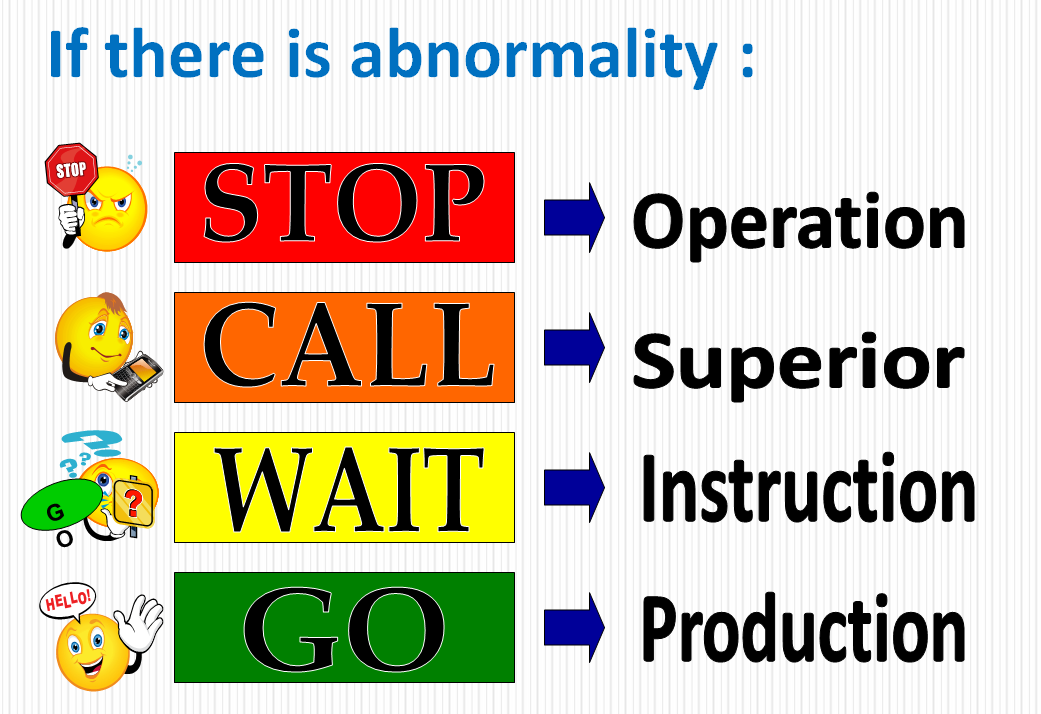 If there is abnormality :
STOP
STOP
Operation
CALL
Superior
?
? ?
?
G
O
WAIT
Instruction
HELLO!
GO
Production